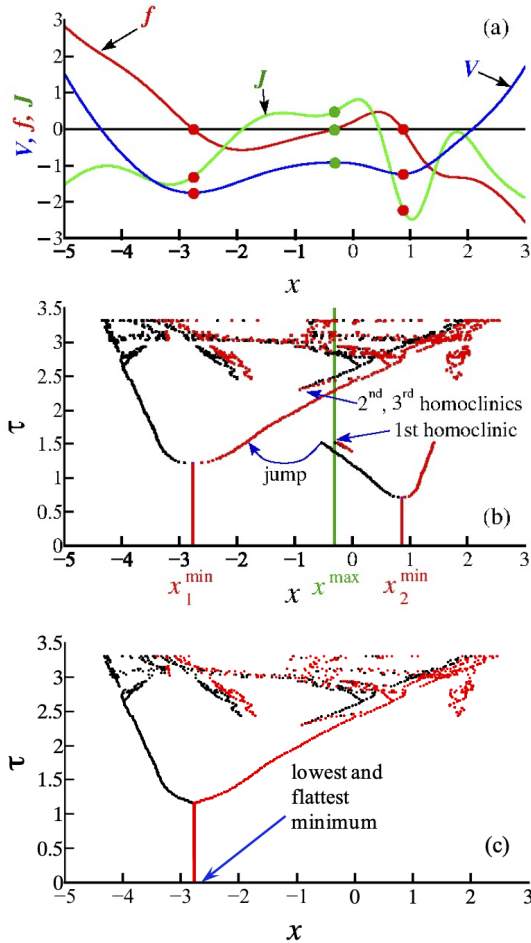 (a)
f
J
V
V, f, J
3
2
1
0
−1
−2
−3
−5 −4 −3 −2 −1 0 1 2 3
x
3.5
3
2.5
2
1.5
1
0.5
0
τ
2nd, 3rd homoclinics
1st homoclinic
jump
(b)
−5 −4 −3 −2 −1 0 1 2 3
x1min x xmax x2min
3.5
3
2.5
2
1.5
1
0.5
0
τ
lowest and
flattest
minimum
(c)
−5 −4 −3 −2 −1 0 1 2 3
x